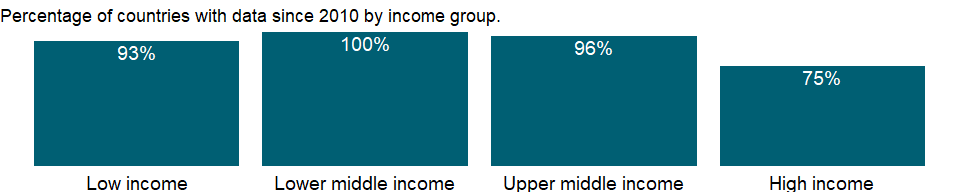 Percentage of countries with data since 2010 by income group.
93%
100%
96%
75%
Low income
Lower middle income
Upper middle income
High income